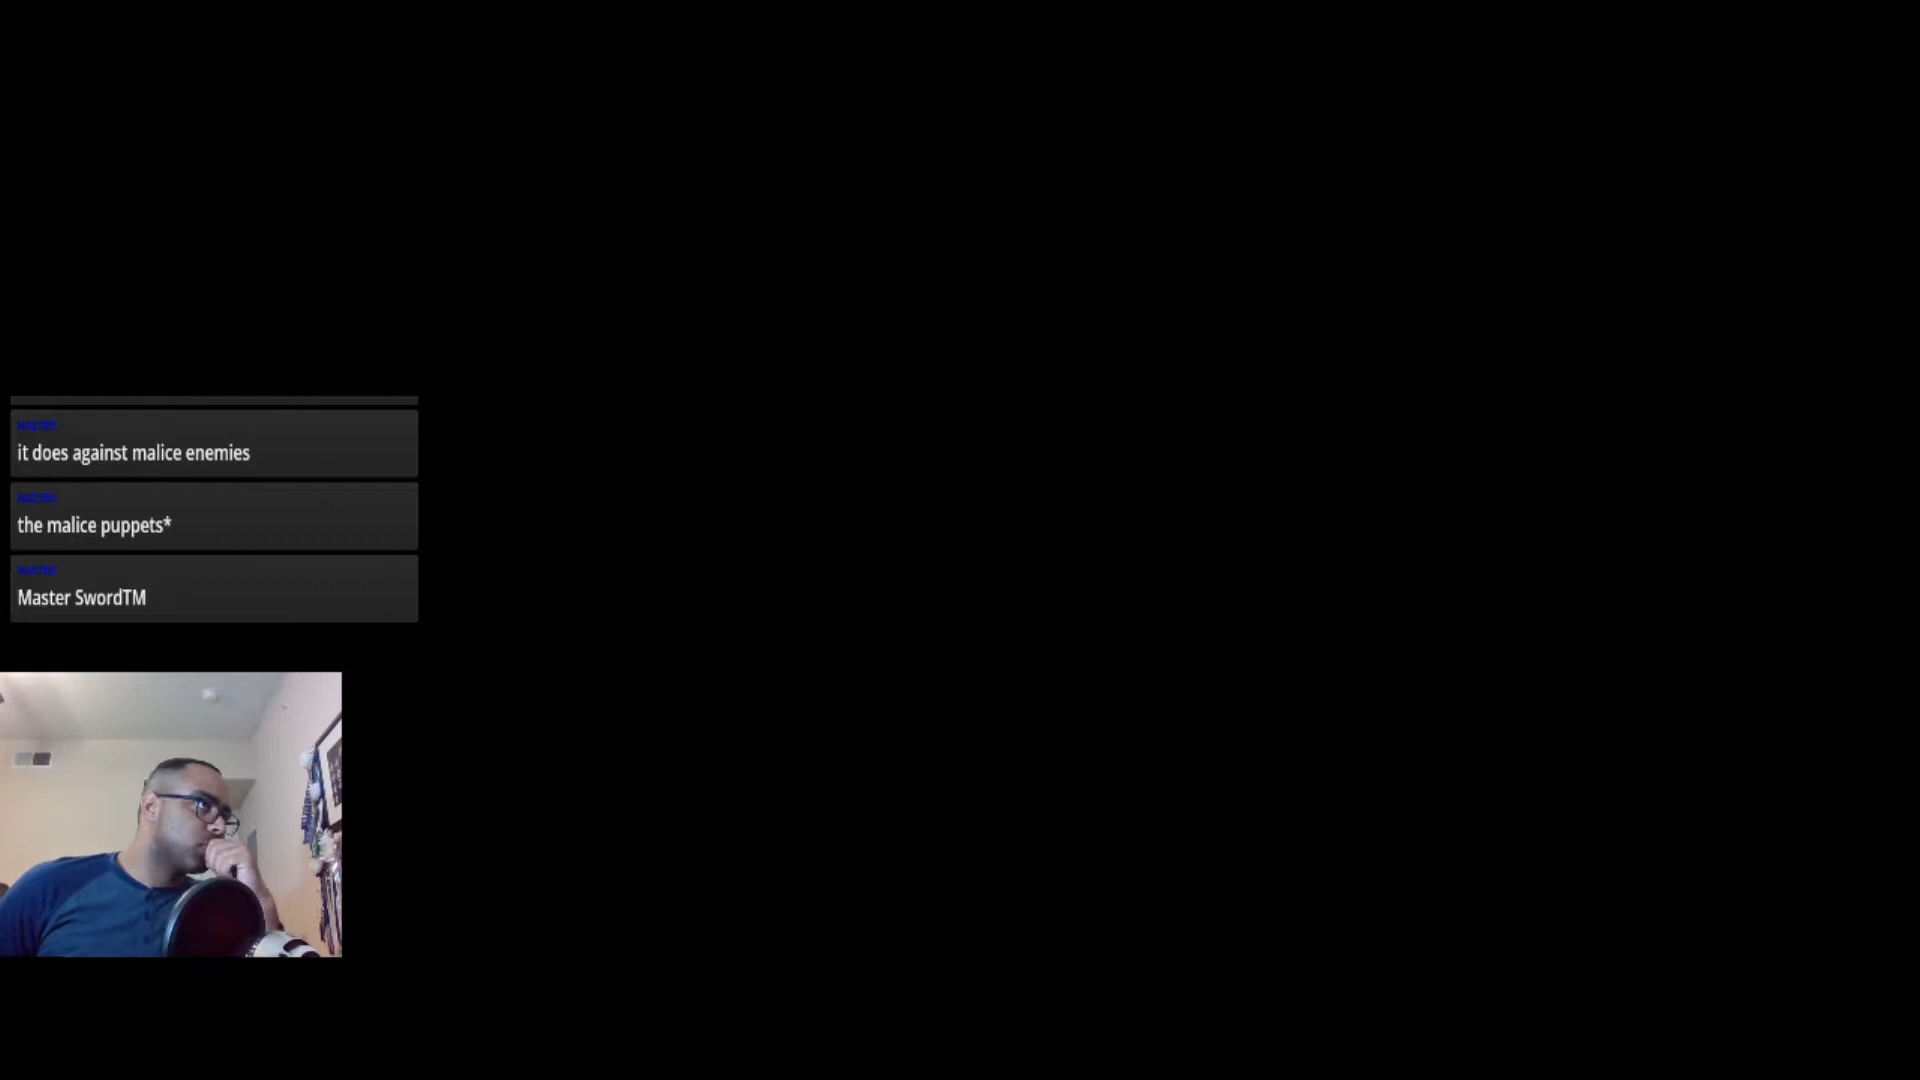 it does against malice enemies
the malice puppets*
Master SwordTM